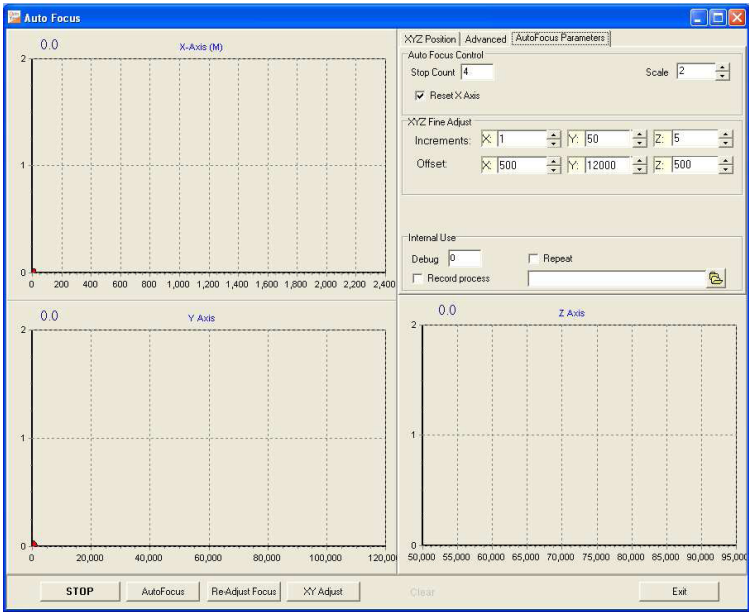 Auto Focus
0.0 X-Axis (M)
2
1
0
0 200 400 600 800 1,000 1,200 1,400 1,600 1,800 2,000 2,200 2,400
XYZ Position Advanced AutoFocus Parameters
Auto Focus Control
Stop Count 4 Scale 2
Reset X Axis
XYZ Fine Adjust
Increments: X: 1 Y: 50 Z: 5
Offset: X: 500 Y: 12000 Z: 500
Internal Use
Debug 0 Repeat
Record process
0.0 Y Axis
2
1
0
0 20,000 40,000 60,000 80,000 100,000 120,000
0.0 Z Axis
2
1
0
50,000 55,000 60,000 65,000 70,000 75,000 80,000 85,000 90,000 95,000
STOP AutoFocus Re-Adjust Focus XY Adjust Clear Exit